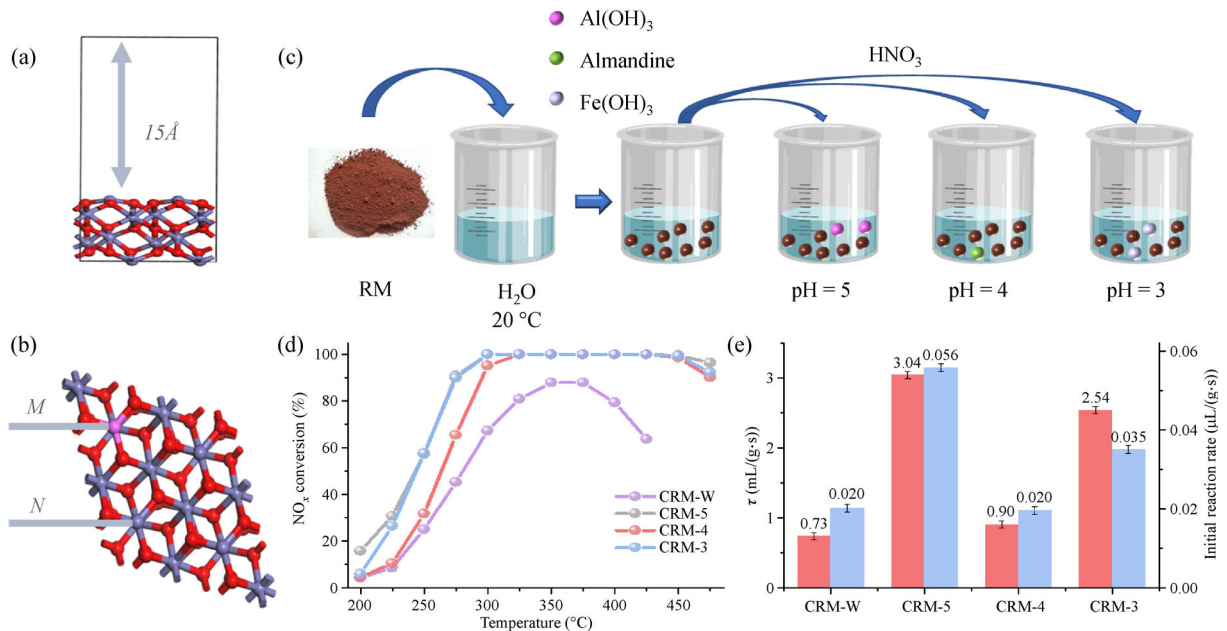 (a)
15Å
(b)
M
N
(c)
Al(OH)₃
Almandine
Fe(OH)₃
HNO₃
RM
H₂O
20 °C
pH = 5
pH = 4
pH = 3
(d)
NOₓ conversion (%)
100
80
60
40
20
0
200
250
300
350
400
450
Temperature (°C)
CRM-W
CRM-5
CRM-4
CRM-3
(e)
τ (mL/(g·s))
3
2
1
0
0.73
0.020
3.04
0.056
0.90
0.020
2.54
0.035
CRM-W
CRM-5
CRM-4
CRM-3
0.06
0.04
0.02
0.00
Initial reaction rate (μL/(g·s))